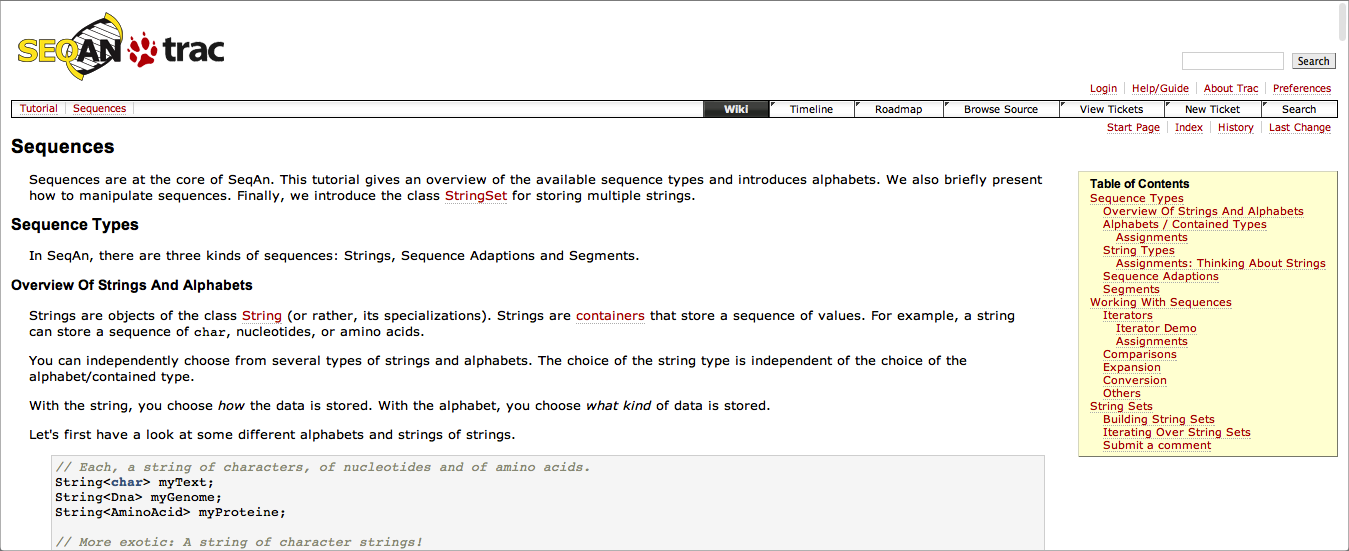 SEQAN trac
Search
Login Help/Guide About Trac Preferences
Tutorial Sequences Wiki Timeline Roadmap Browse Source View Tickets New Ticket Search
Start Page Index History Last Change
Sequences
Sequences are at the core of SeqAn. This tutorial gives an overview of the available sequence types and introduces alphabets. We also briefly present
how to manipulate sequences. Finally, we introduce the class StringSet for storing multiple strings.
Sequence Types
In SeqAn, there are three kinds of sequences: Strings, Sequence Adaptions and Segments.
Overview Of Strings And Alphabets
Strings are objects of the class String (or rather, its specializations). Strings are containers that store a sequence of values. For example, a string
can store a sequence of char, nucleotides, or amino acids.
You can independently choose from several types of strings and alphabets. The choice of the string type is independent of the choice of the
alphabet/contained type.
With the string, you choose how the data is stored. With the alphabet, you choose what kind of data is stored.
Let's first have a look at some different alphabets and strings of strings.
// Each, a string of characters, of nucleotides and of amino acids.
String<char> myText;
String<Dna> myGenome;
String<AminoAcid> myProteine;
// More exotic: A string of character strings!
Table of Contents
Sequence Types
Overview Of Strings And Alphabets
Alphabets / Contained Types
Assignments
String Types
Assignments: Thinking About Strings
Sequence Adaptions
Segments
Working With Sequences
Iterators
Iterator Demo
Assignments
Comparisons
Expansion
Conversion
Others
String Sets
Building String Sets
Iterating Over String Sets
Submit a comment